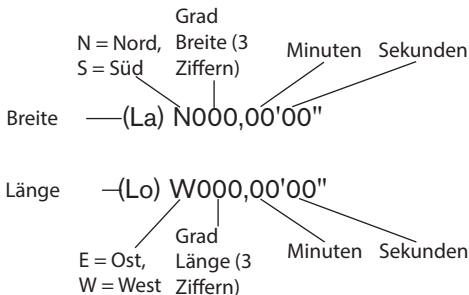 N = Nord,
S = Süd
Grad
Breite (3
Ziffern)
Minuten
Sekunden
Breite
(La) N000,00'00"
Länge
(Lo) W000,00'00"
E = Ost,
W = West
Grad
Länge (3
Ziffern)
Minuten
Sekunden